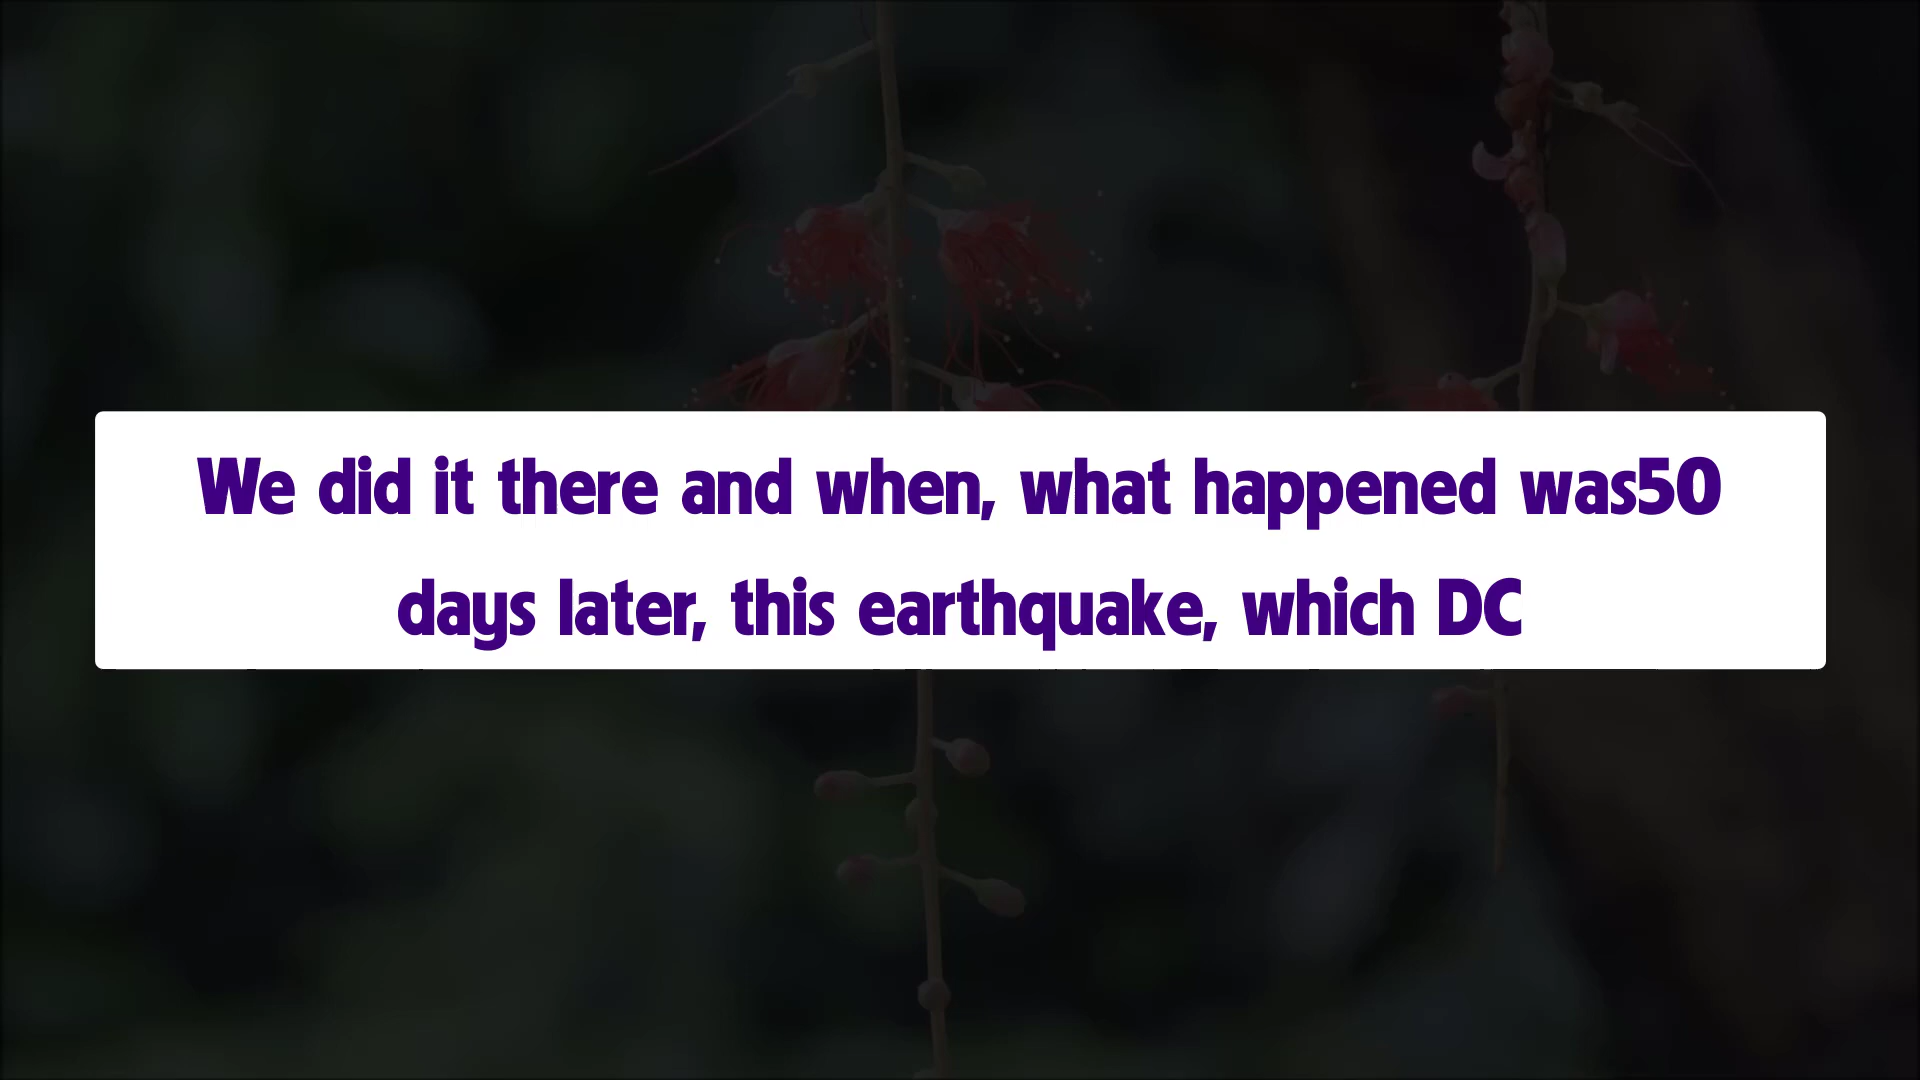 We did it there and when, what happened was50
days later, this earthquake, which DC